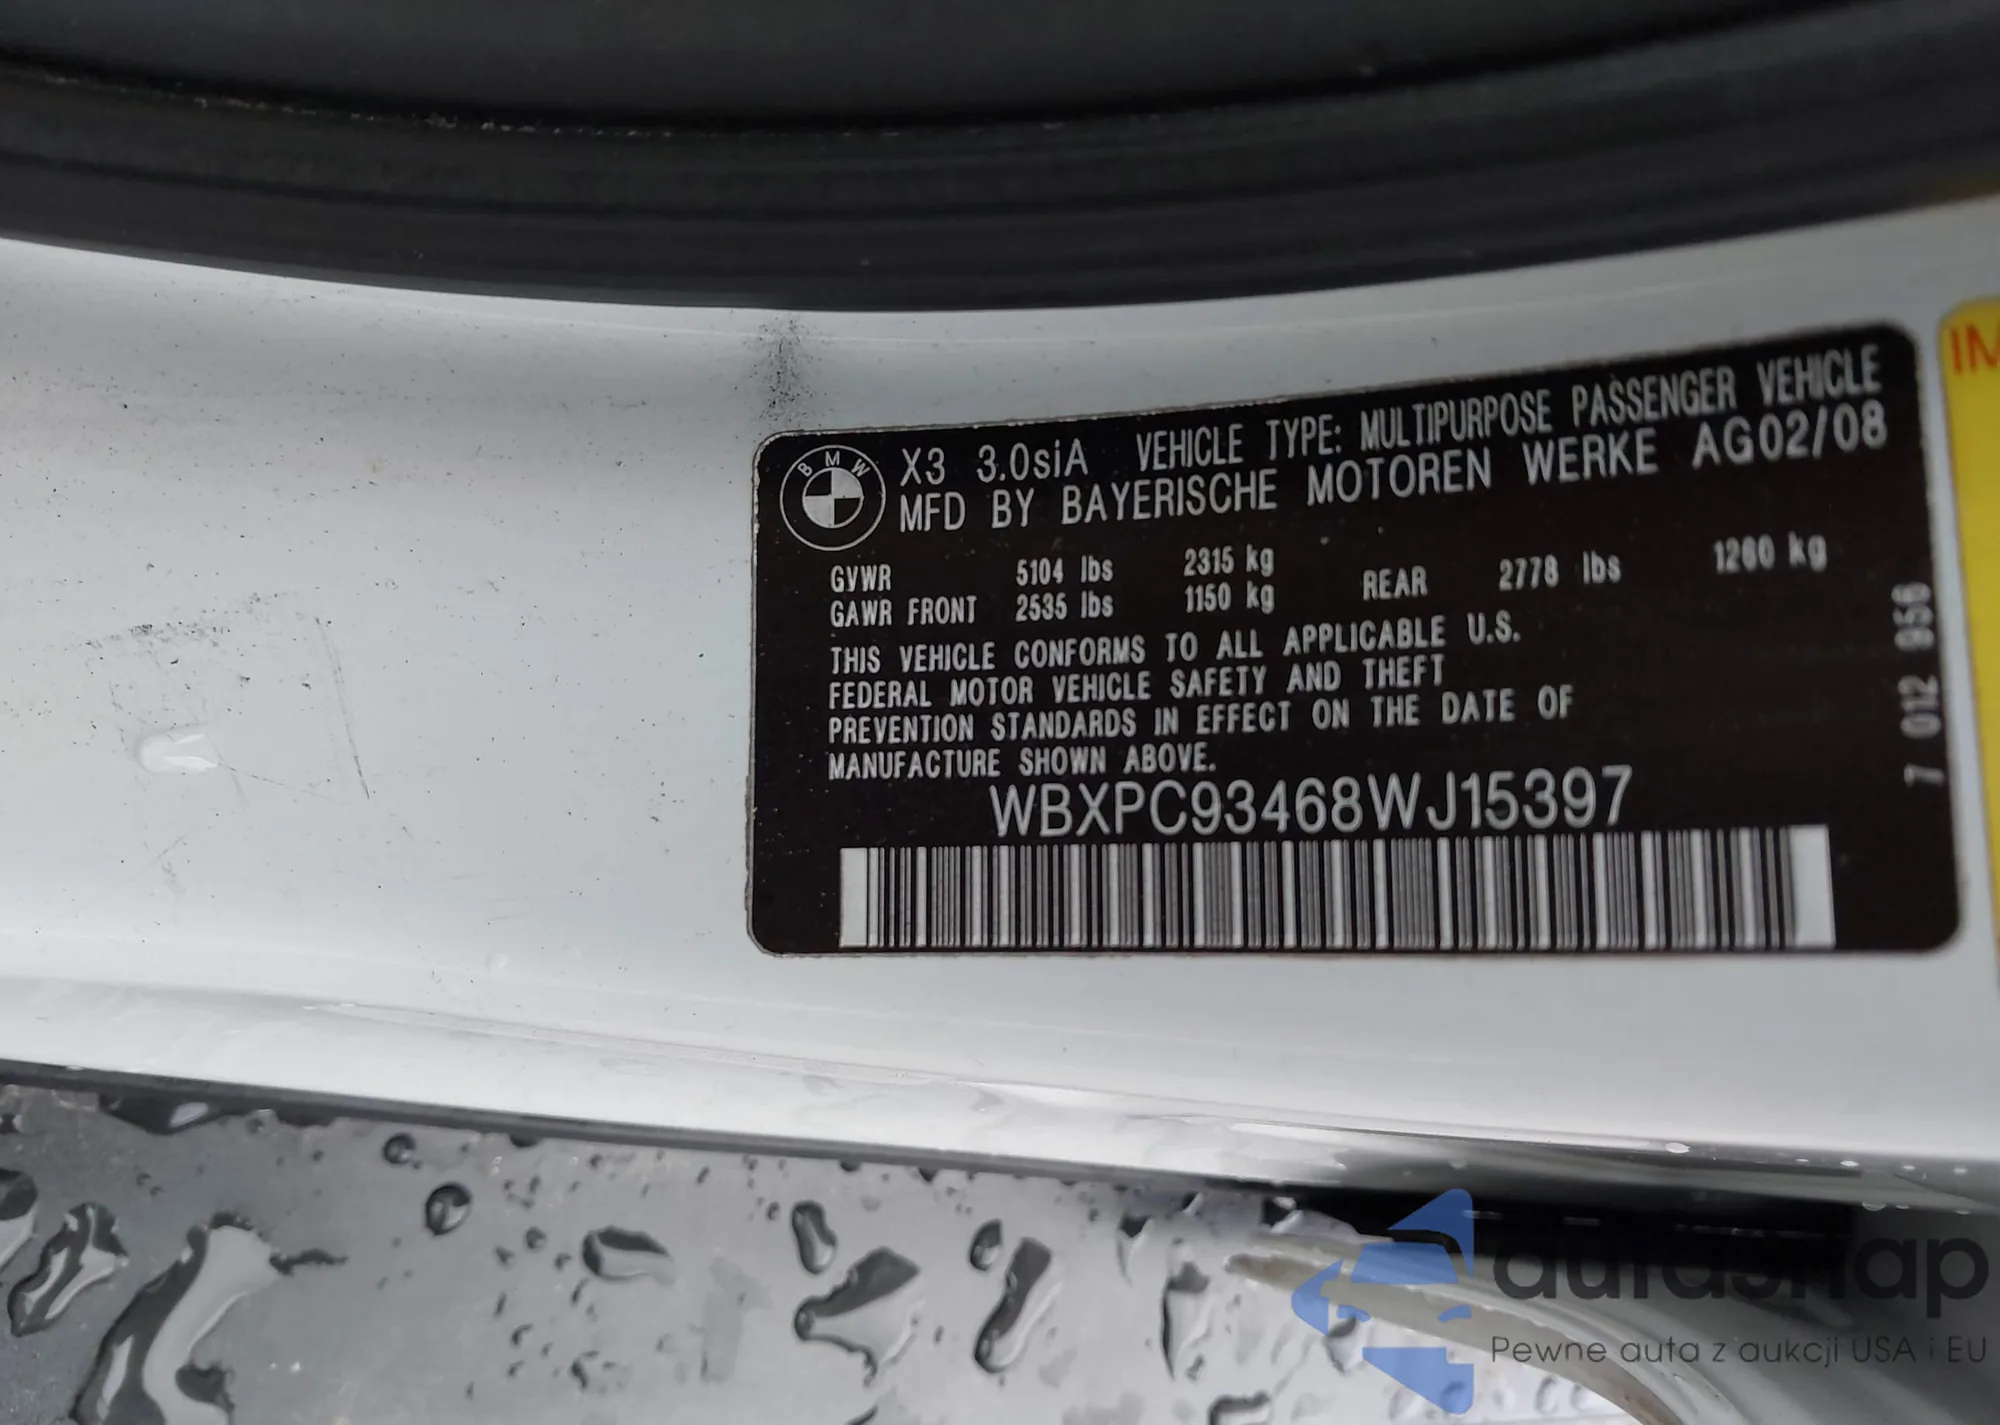 BMW
X3 3.0siA VEHICLE TYPE: MULTIPURPOSE PASSENGER VEHICLE
MFD BY BAYERISCHE MOTOREN WERKE AG02/08
GVWR 5104 lbs 2315 kg
GAWR FRONT 2535 lbs 1150 kg REAR 2778 lbs 1260 kg
THIS VEHICLE CONFORMS TO ALL APPLICABLE U.S.
FEDERAL MOTOR VEHICLE SAFETY AND THEFT
PREVENTION STANDARDS IN EFFECT ON THE DATE OF
MANUFACTURE SHOWN ABOVE.
WBXPC93468WJ15397
7 012 956
IM
autasnap
Pewne auta z aukcji USA i EU